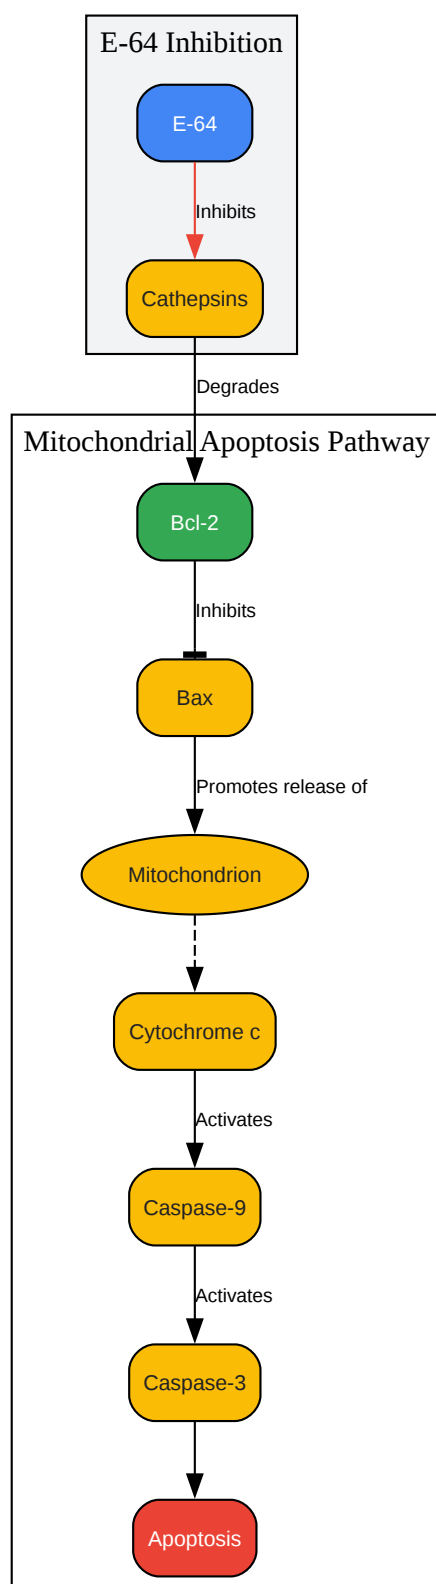 E-64 Inhibition
E-64
Inhibits
Cathepsins
Degrades
Mitochondrial Apoptosis Pathway
Bcl-2
Inhibits
Bax
Promotes release of
Mitochondrion
Cytochrome c
Activates
Caspase-9
Activates
Caspase-3
Apoptosis